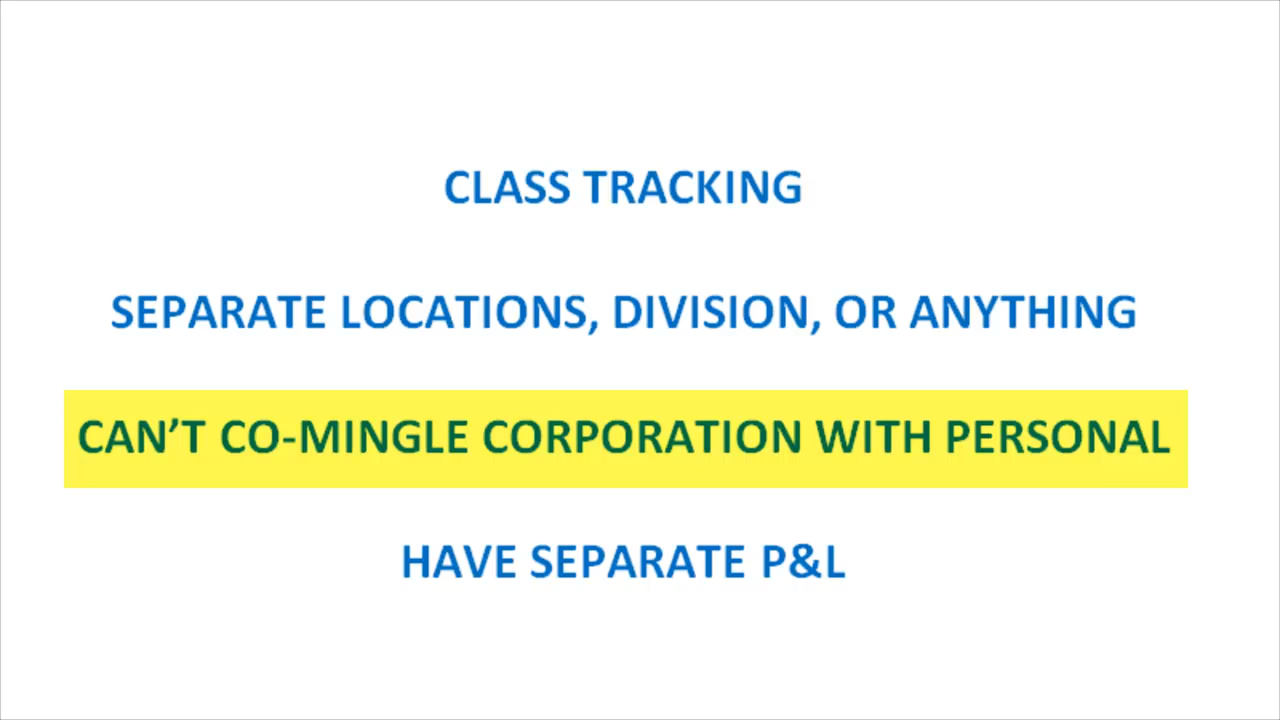 CLASS TRACKING
SEPARATE LOCATIONS, DIVISION, OR ANYTHING
CAN’T CO-MINGLE CORPORATION WITH PERSONAL
HAVE SEPARATE P&L